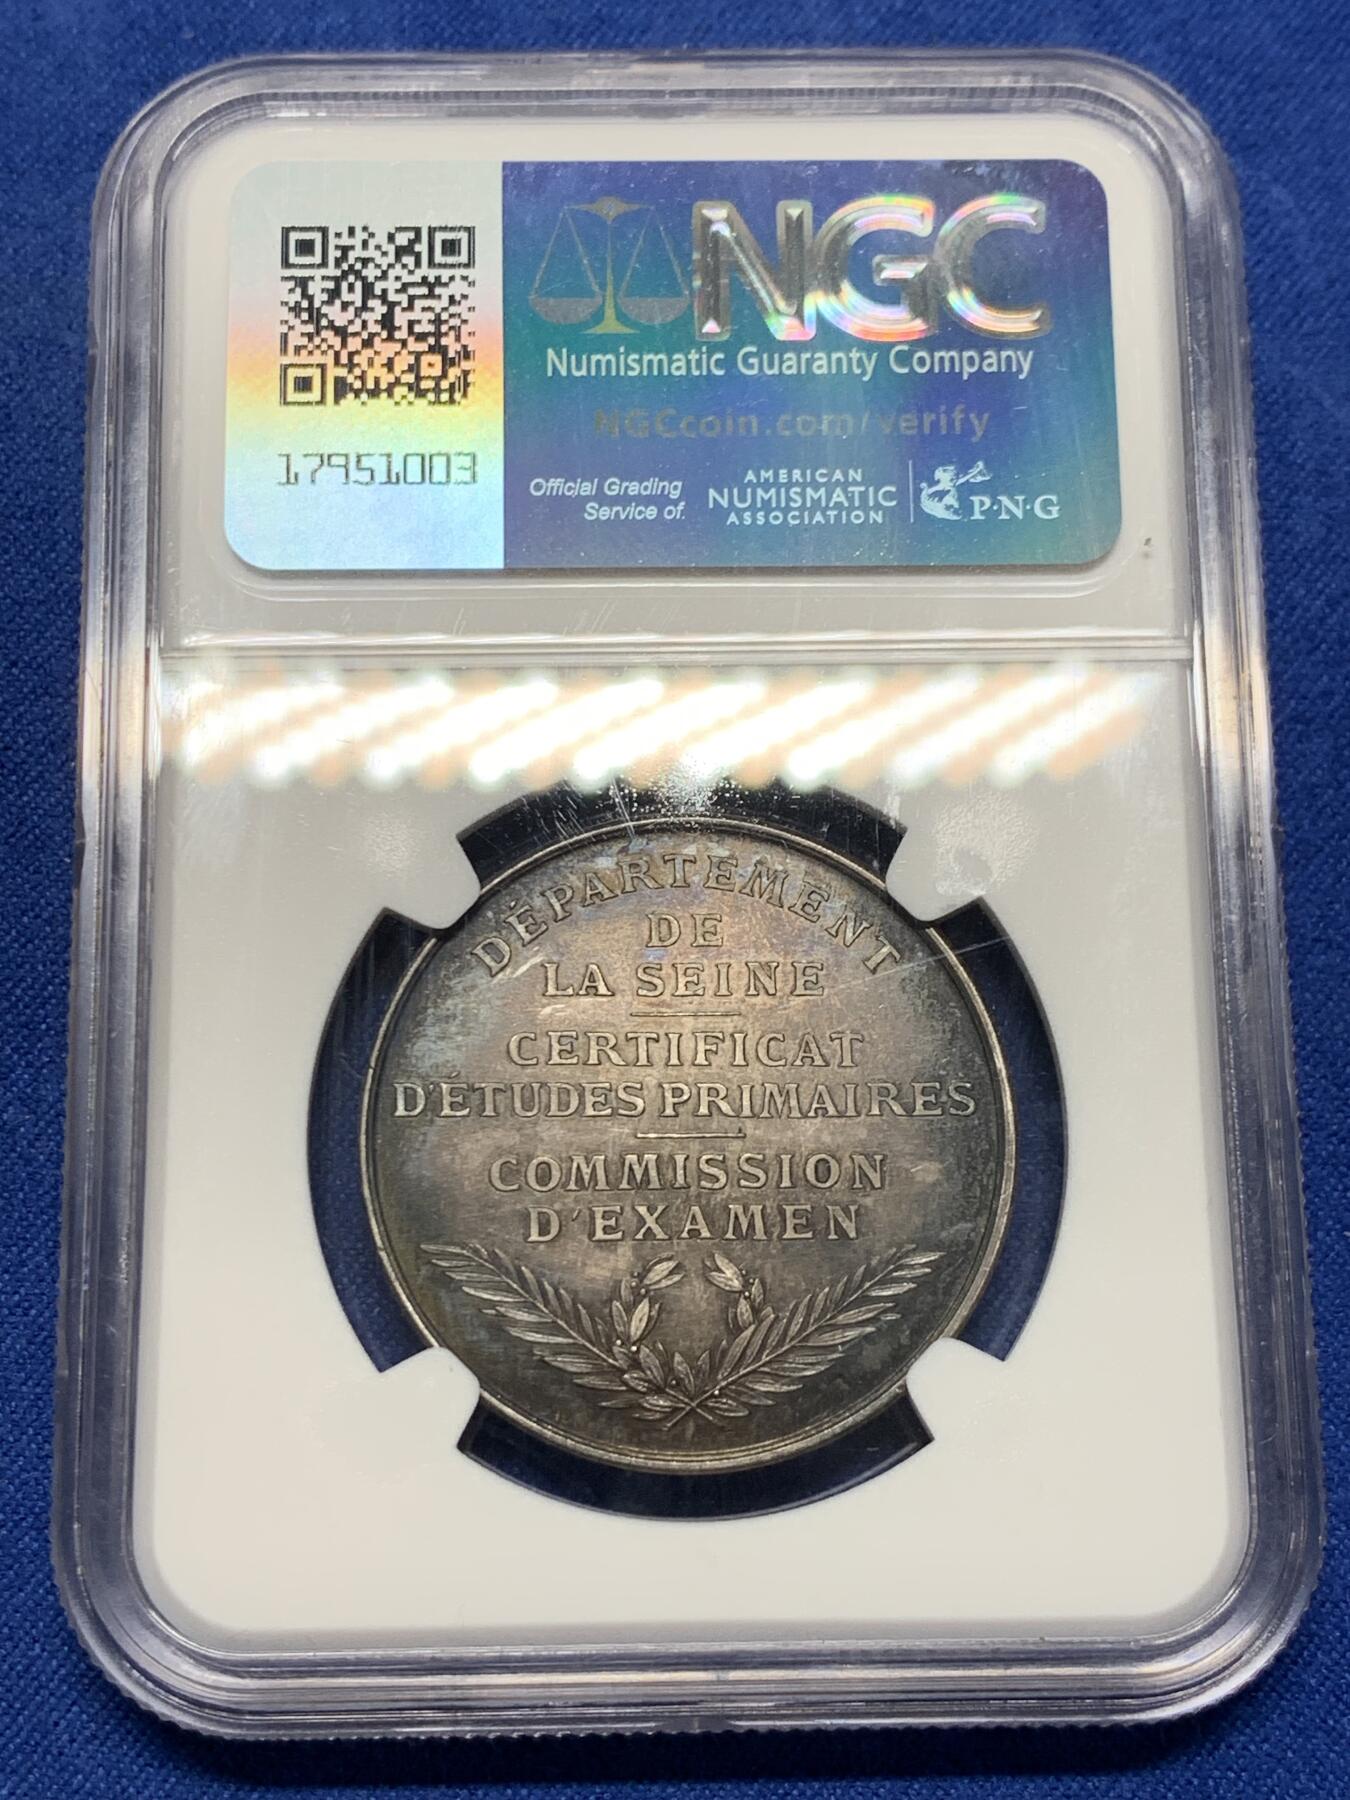 NGC
Numismatic Guaranty Company
NGCcoin.com/verify
17951003
Official Grading
Service of
AMERICAN
NUMISMATIC
ASSOCIATION
P·N·G
DÉPARTEMENT
DE
LA SEINE
CERTIFICAT
D'ÉTUDES PRIMAIRES
COMMISSION
D'EXAMEN